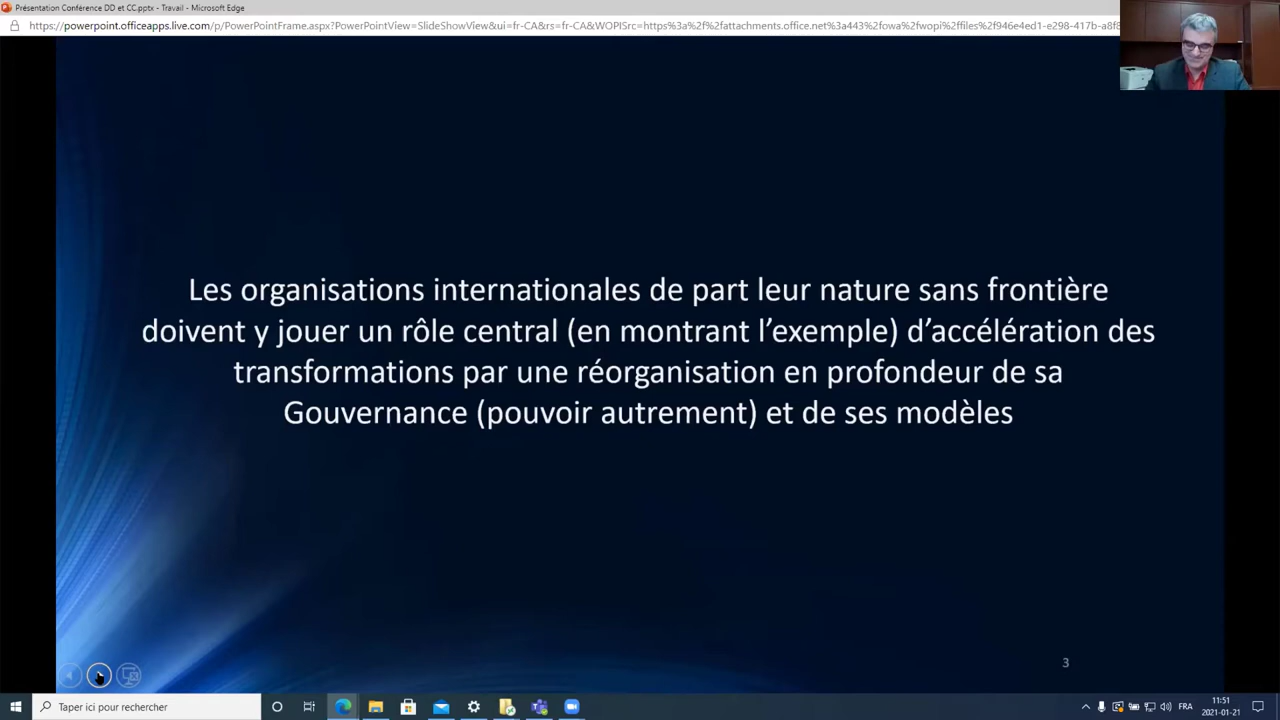 Présentation Conférence DD et CC.pptx - Travail - Microsoft Edge
https://powerpoint.officeapps.live.com/p/PowerPointFrame.aspx?PowerPointView=SlideShowView&ui=fr-CA&rs=fr-CA&WOPISrc=https%3a%2f%2fattachments.office.net%3a443%2fowa%2fwopi%2ffiles%2f946e4ed1-e298-417b-a8f8
Les organisations internationales de part leur nature sans frontière
doivent y jouer un rôle central (en montrant l’exemple) d’accélération des
transformations par une réorganisation en profondeur de sa
Gouvernance (pouvoir autrement) et de ses modèles
3
Taper ici pour rechercher
FRA
11:51
2021-01-21